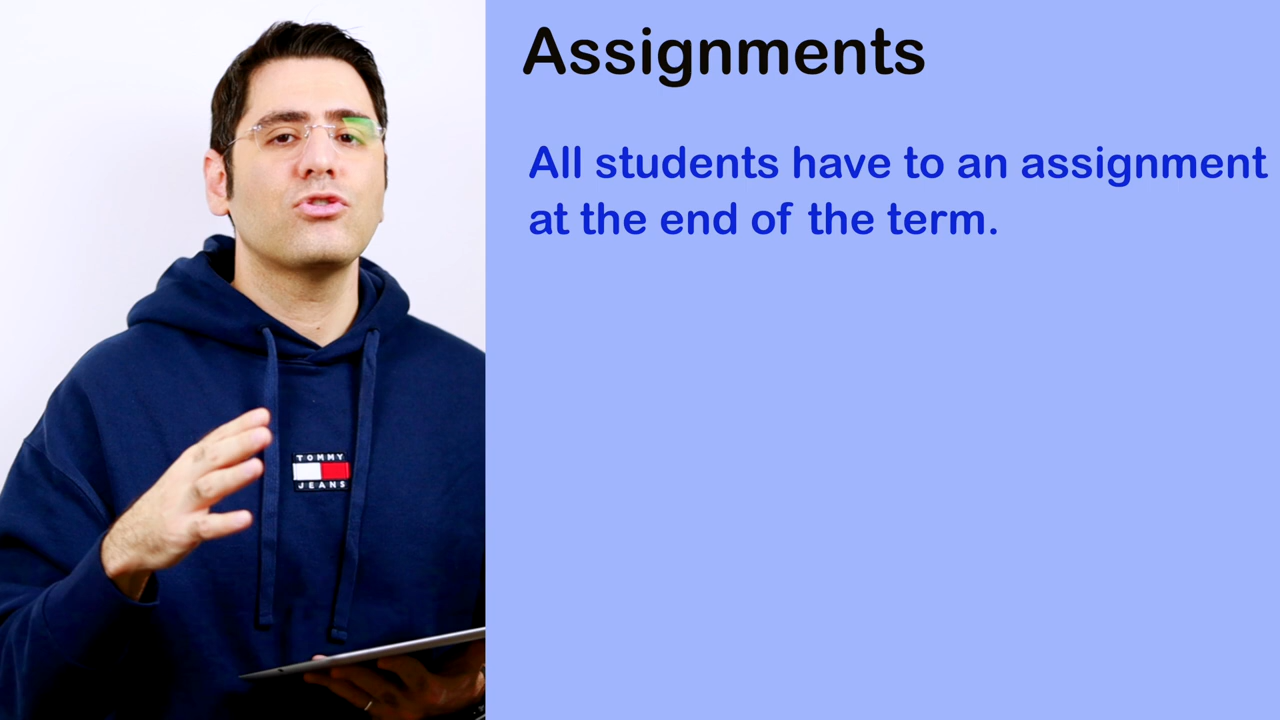 Assignments
All students have to an assignment
at the end of the term.
TOMMY
JEANS